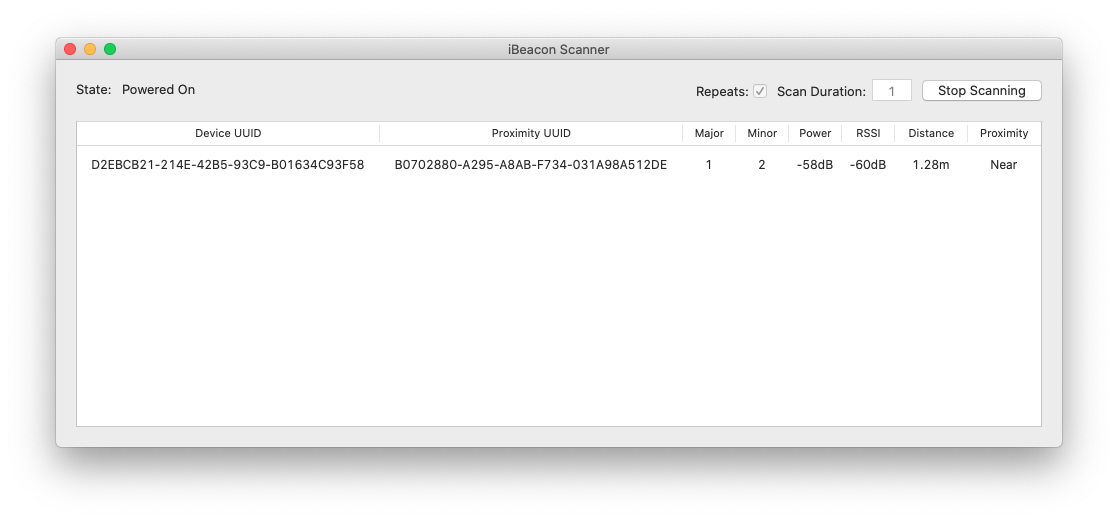 iBeacon Scanner
State: Powered On Repeats: Scan Duration: 1 Stop Scanning
Device UUID Proximity UUID Major Minor Power RSSI Distance Proximity
D2EBCB21-214E-42B5-93C9-B01634C93F58 B0702880-A295-A8AB-F734-031A98A512DE 1 2 -58dB -60dB 1.28m Near